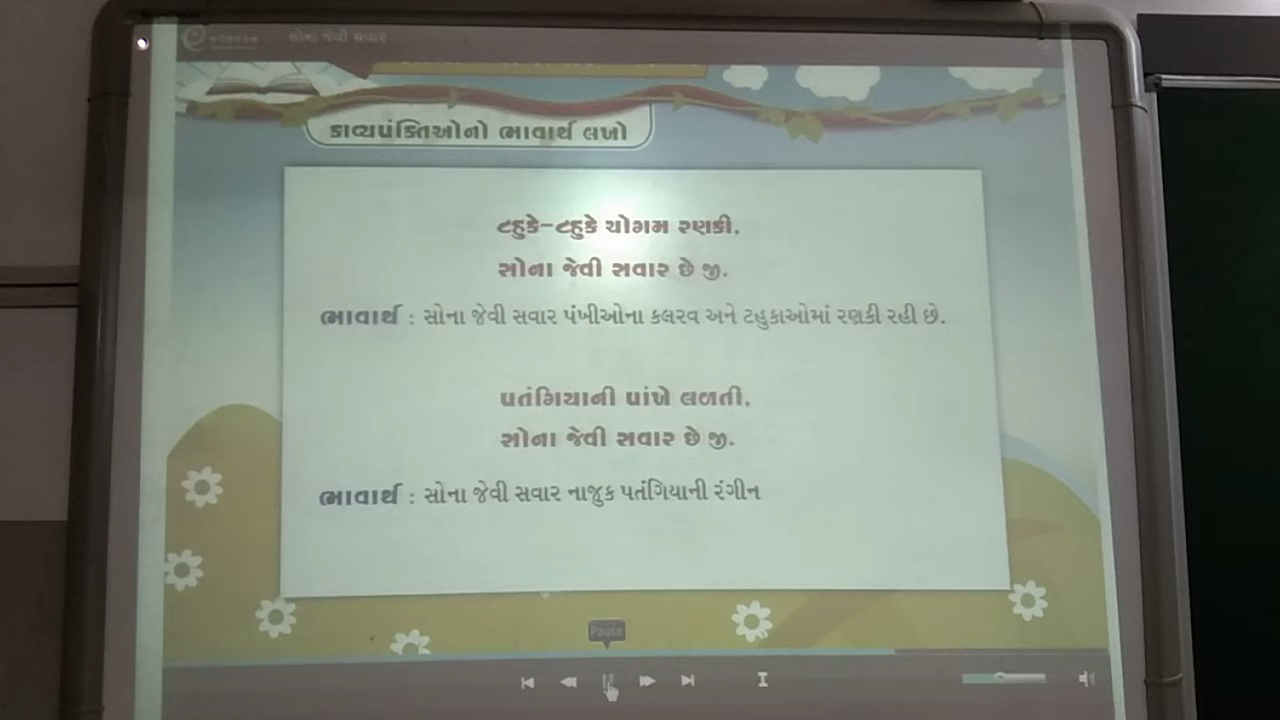 સોના જેવી સવાર
કાવ્યપંક્તિઓનો ભાવાર્થ લખો
ટહુકે-ટહુકે ચોગમ રણકી,
સોના જેવી સવાર છે જી.
ભાવાર્થ : સોના જેવી સવાર પંખીઓના કલરવ અને ટહુકાઓમાં રણકી રહી છે.
પતંગિયાની પાંખે લળતી,
સોના જેવી સવાર છે જી.
ભાવાર્થ : સોના જેવી સવાર નાજુક પતંગિયાની રંગીન
Pause